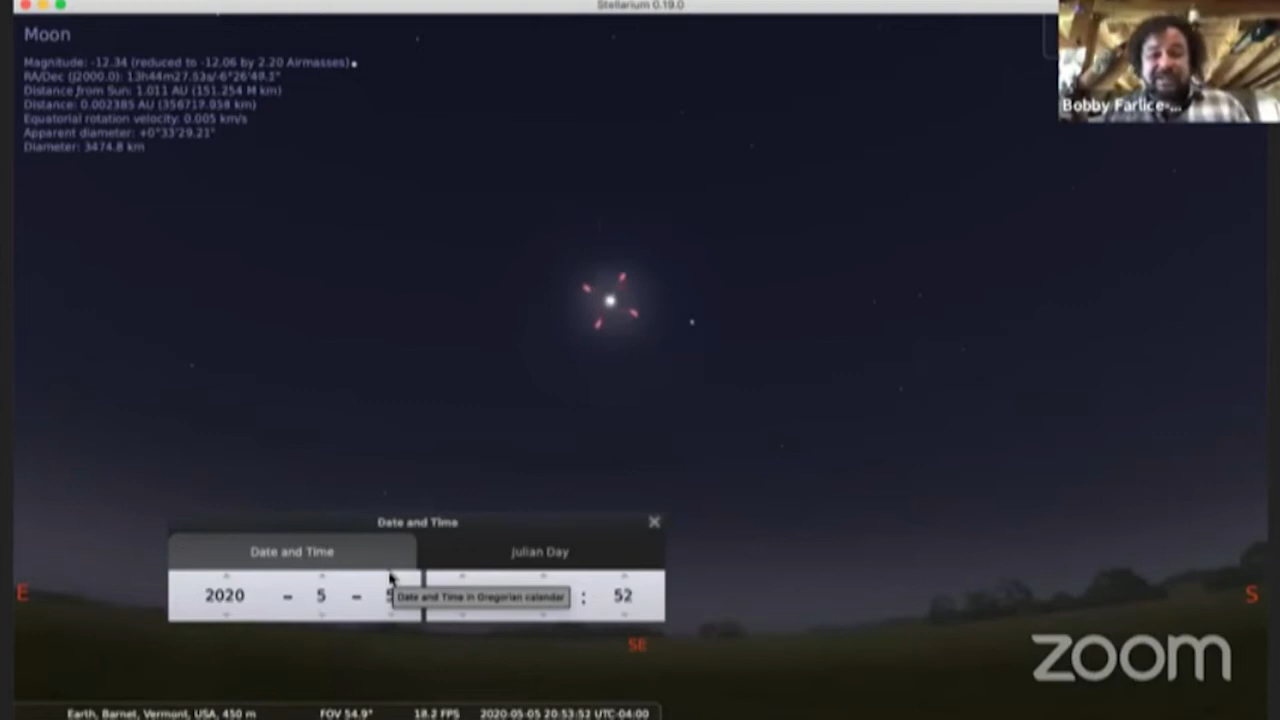 Stellarium 0.19.0
Moon
Magnitude: -12.34 (reduced to -12.06 by 2.20 Airmasses)
RA/Dec (J2000.0): 13h44m27.53s/-6°26'49.1"
Distance from Sun: 1.011 AU (151.254 M km)
Distance: 0.002385 AU (356719.058 km)
Equatorial rotation velocity: 0.005 km/s
Apparent diameter: +0°33'29.21"
Diameter: 3474.8 km
Bobby Farlice-...
Date and Time
Date and Time
Julian Day
2020 - 5 - 5 : 52
Date and Time in Gregorian calendar
E
SE
S
zoom
Earth, Barnet, Vermont, USA, 450 m
FOV 54.9°
18.2 FPS
2020-05-05 20:53:52 UTC-04:00